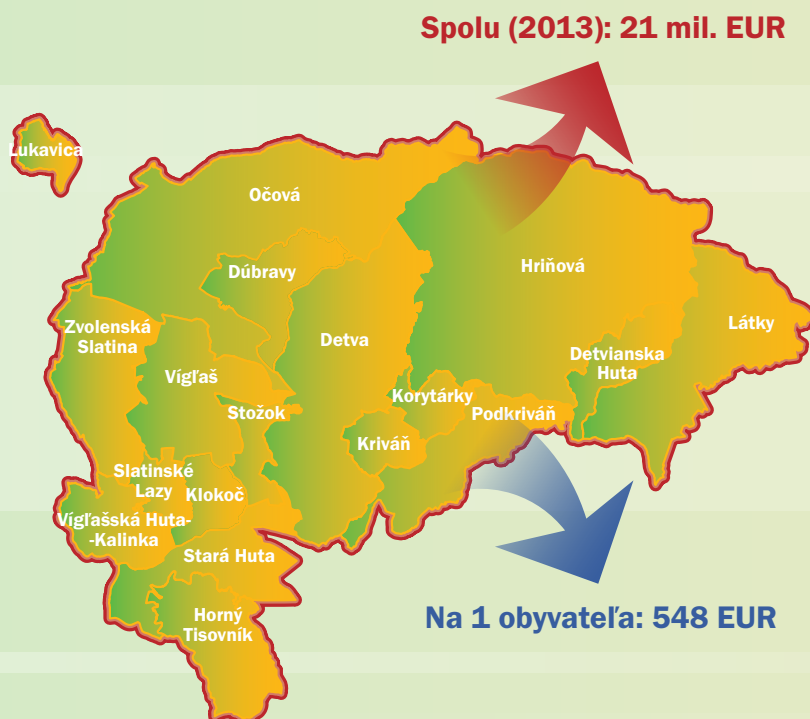 Spolu (2013): 21 mil. EUR
Lukavica
Očová
Dúbravy
Hriňová
Zvolenská
Slatina
Detva
Látky
Vígľaš
Detvianska
Huta
Stožok
Korytárky
Podkriváň
Kriváň
Slatinské
Lazy
Klokoč
Vígľašská Huta-
-Kalinka
Stará Huta
Horný
Tisovník
Na 1 obyvateľa: 548 EUR